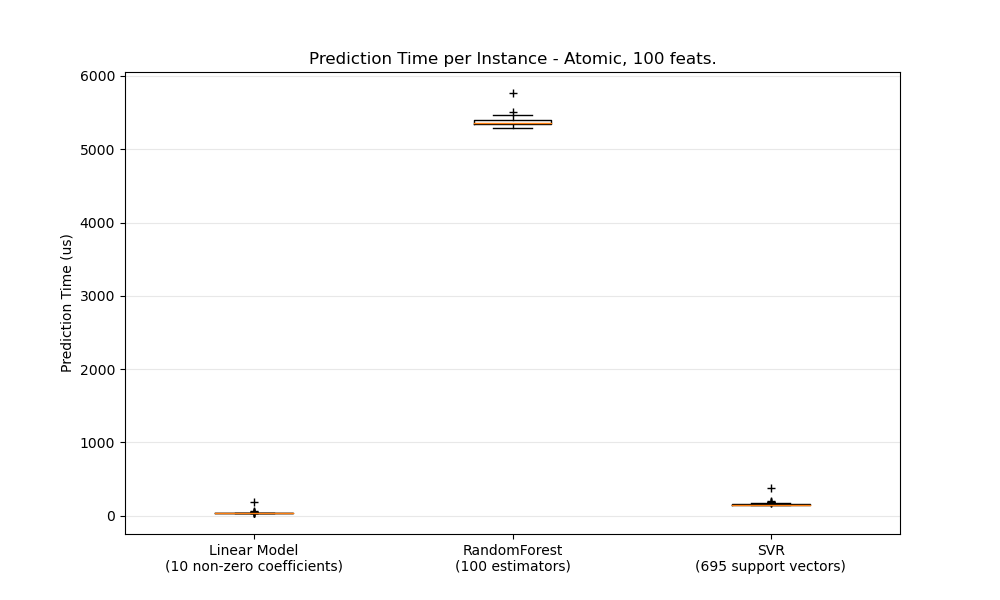 Prediction Time per Instance - Atomic, 100 feats.
Prediction Time (us)
6000
5000
4000
3000
2000
1000
0
Linear Model
(10 non-zero coefficients)
RandomForest
(100 estimators)
SVR
(695 support vectors)